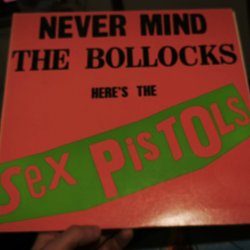 NEVER MIND
THE BOLLOCKS
HERE'S THE
Sex PiSTOLS